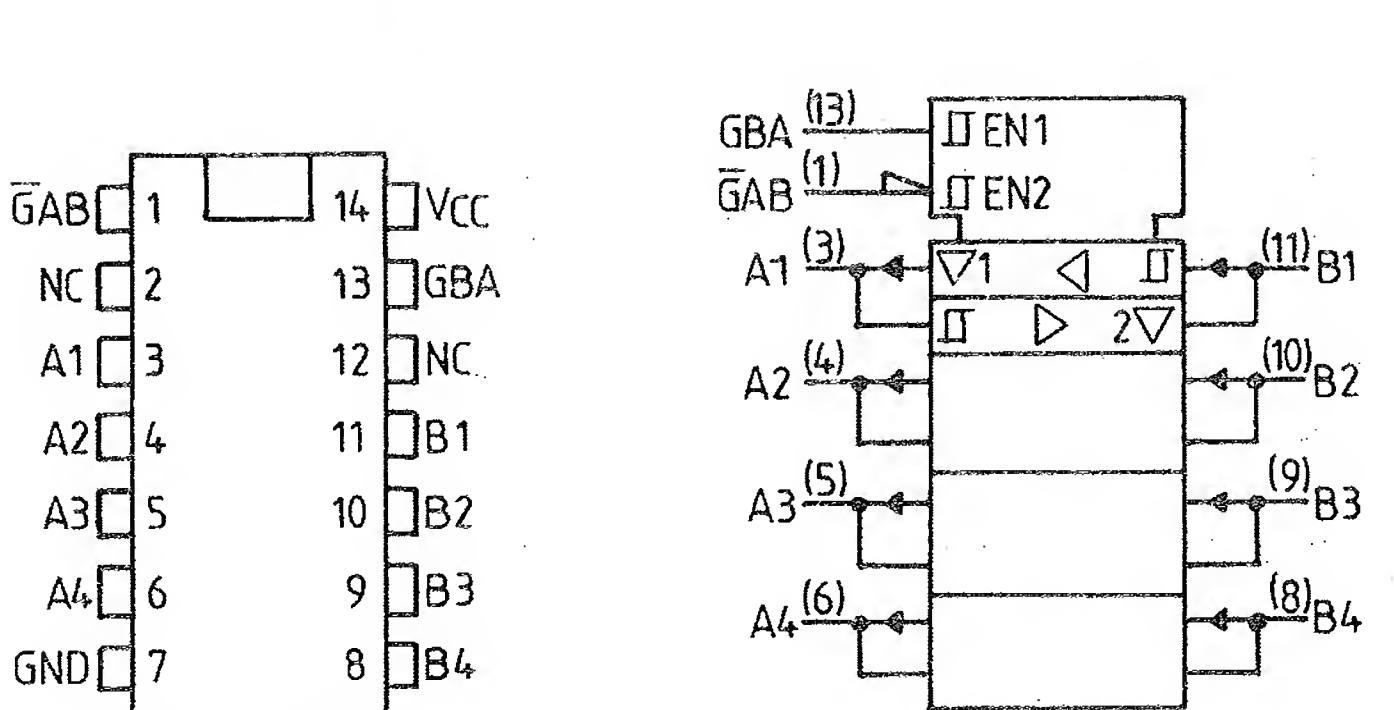 G̅AB 1 14 VCC
NC 2 13 GBA
A1 3 12 NC
A2 4 11 B1
A3 5 10 B2
A4 6 9 B3
GND 7 8 B4
GBA (13) EN1
G̅AB (1) EN2
A1 (3) 1 (11) B1
2
A2 (4) (10) B2
A3 (5) (9) B3
A4 (6) (8) B4